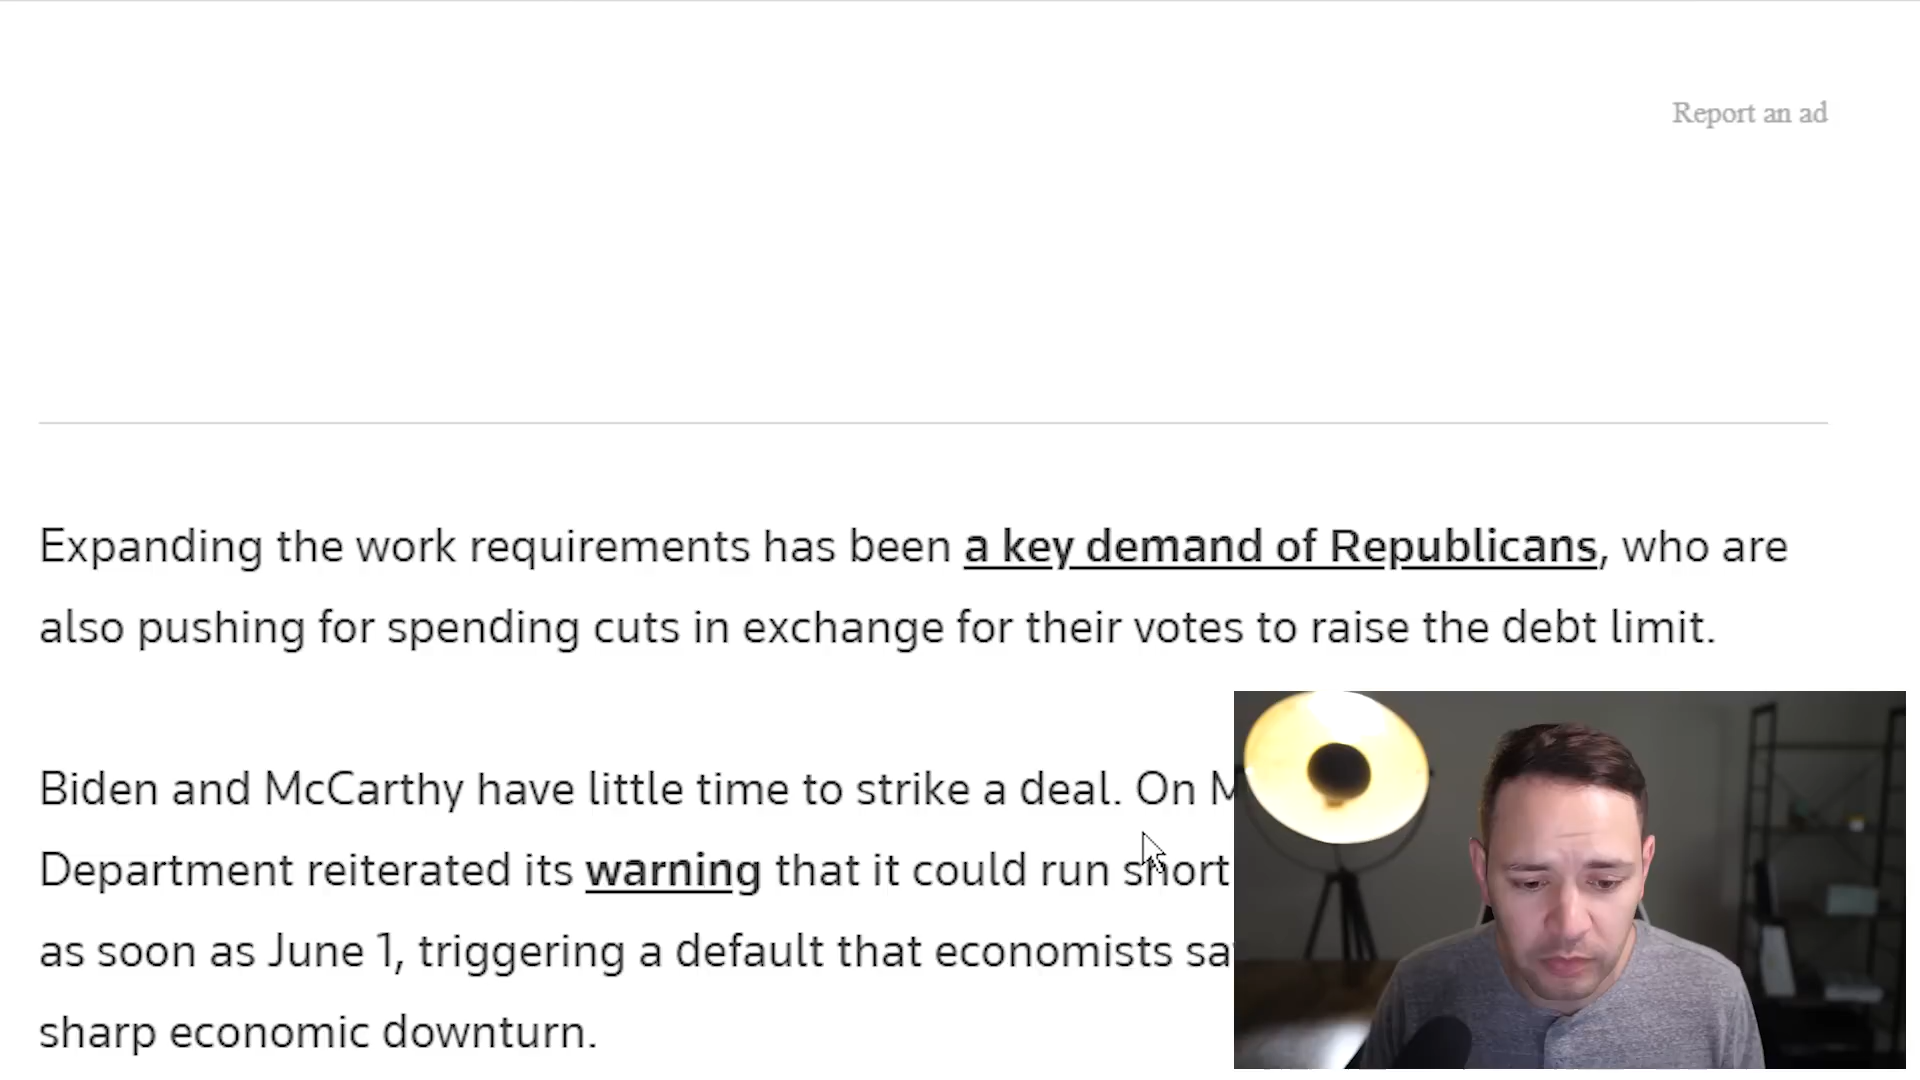 Report an ad
Expanding the work requirements has been a key demand of Republicans, who are
also pushing for spending cuts in exchange for their votes to raise the debt limit.
Biden and McCarthy have little time to strike a deal. On
Department reiterated its warning that it could run short
as soon as June 1, triggering a default that economists
sharp economic downturn.